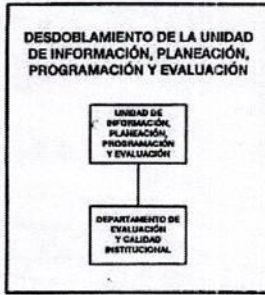 DESDOBLAMIENTO DE LA UNIDAD
DE INFORMACIÓN, PLANEACIÓN,
PROGRAMACIÓN Y EVALUACIÓN
UNIDAD DE
INFORMACIÓN,
PLANEACIÓN,
PROGRAMACIÓN
Y EVALUACIÓN
DEPARTAMENTO DE
EVALUACIÓN
Y CALIDAD
INSTITUCIONAL